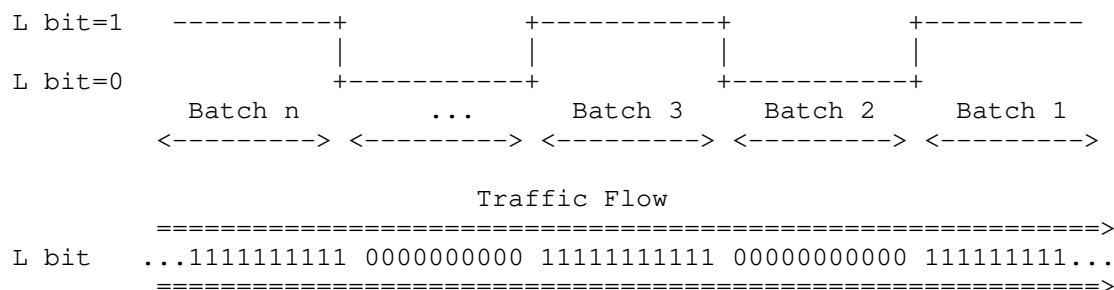 L bit=1   ----------+           +-----------+           +----------
                    |           |           |           |
L bit=0             +-----------+           +-----------+
           Batch n        ...      Batch 3     Batch 2     Batch 1
         <---------> <---------> <---------> <---------> <--------->
                             Traffic Flow
         ===========================================================>
L bit   ...1111111111 0000000000 11111111111 00000000000 111111111...
         ===========================================================>